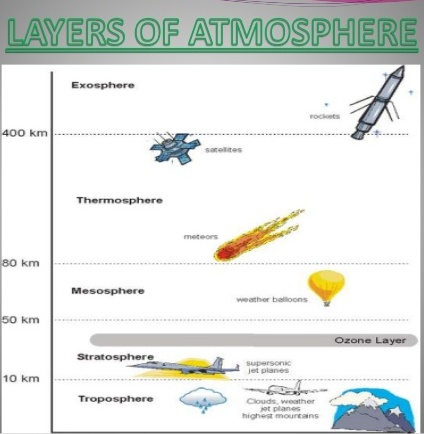 LAYERS OF ATMOSPHERE
Exosphere
rockets
400 km
satellites
Thermosphere
meteors
80 km
Mesosphere
weather balloons
50 km
Ozone Layer
Stratosphere
supersonic
jet planes
10 km
Troposphere
Clouds, weather
jet planes
highest mountains